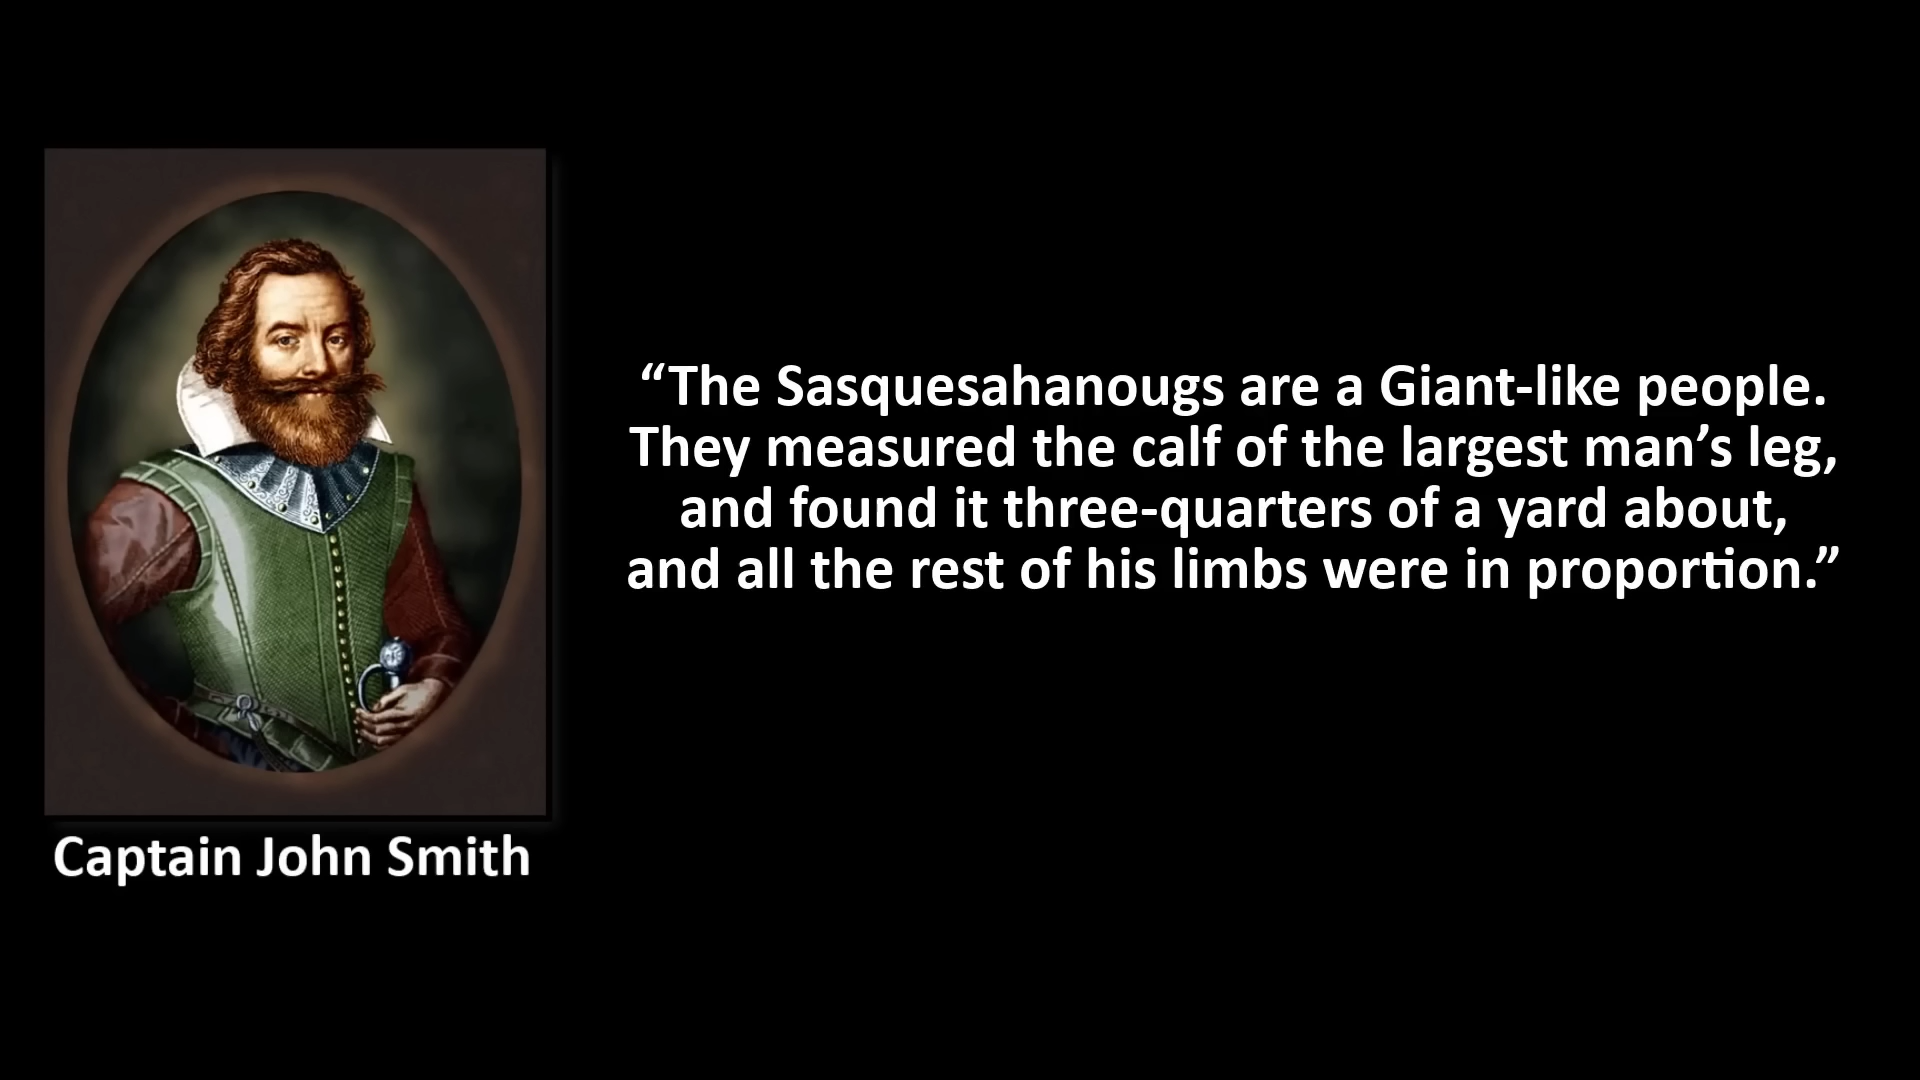 “The Sasquesahanougs are a Giant-like people.
They measured the calf of the largest man’s leg,
and found it three-quarters of a yard about,
and all the rest of his limbs were in proportion.”
Captain John Smith